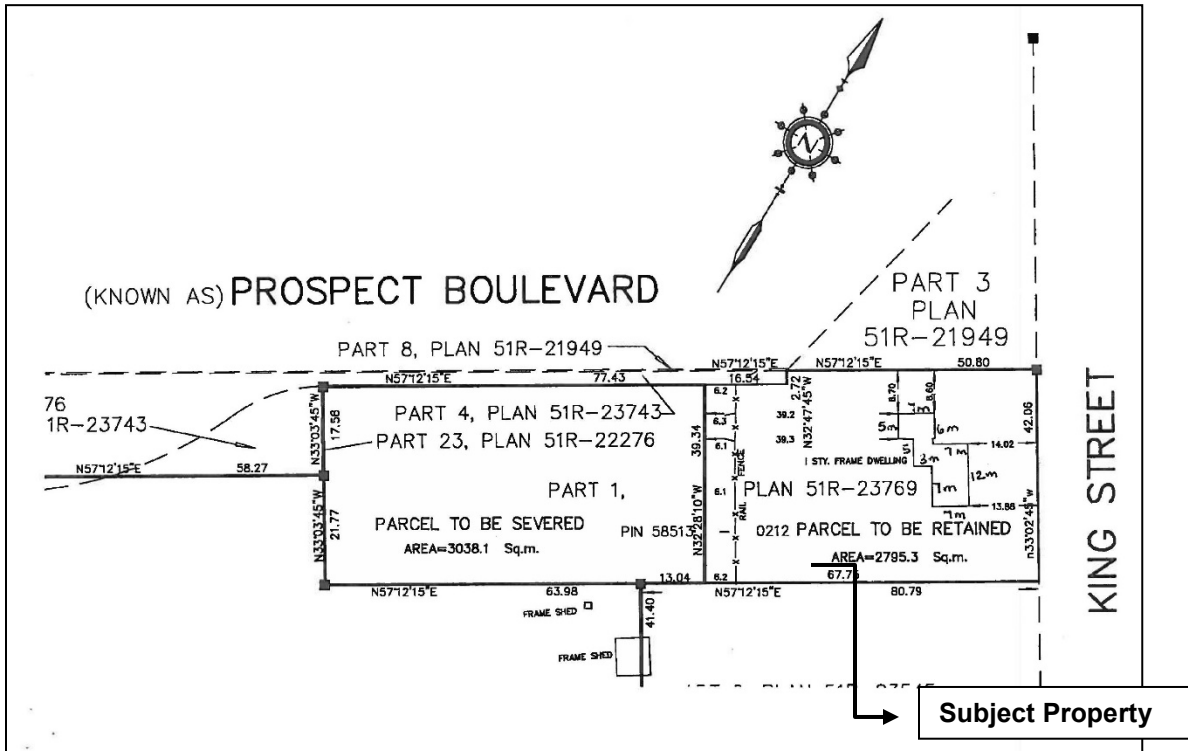 N
(KNOWN AS) PROSPECT BOULEVARD
PART 3
PLAN
51R-21949
PART 8, PLAN 51R-21949
N57°12'15"E
16.54
N57°12'15"E
50.80
N57°12'15"E
77.43
2.72
N32°47'45"W
76
1R-23743
N33°03'45"W
17.58
PART 4, PLAN 51R-23743
PART 23, PLAN 51R-22276
39.34
N32°28'10"W
6.2
6.3
6.1
6.1
6.2
RAIL FENCE
39.2
39.3
8.70
8.60
5m
6m
7m
14.02
3m
12m
7m
7m
13.86
42.06
n33°02'45"W
KING STREET
N57°12'15"E
58.27
1 STY. FRAME DWELLING
PART 1,
PLAN 51R-23769
N33°03'45"W
21.77
PARCEL TO BE SEVERED
AREA=3038.1 Sq.m.
PIN 58513 - 0212
PARCEL TO BE RETAINED
AREA=2795.3 Sq.m.
N57°12'15"E
63.98
13.04
N57°12'15"E
80.79
FRAME SHED
41.40
FRAME SHED
Subject Property